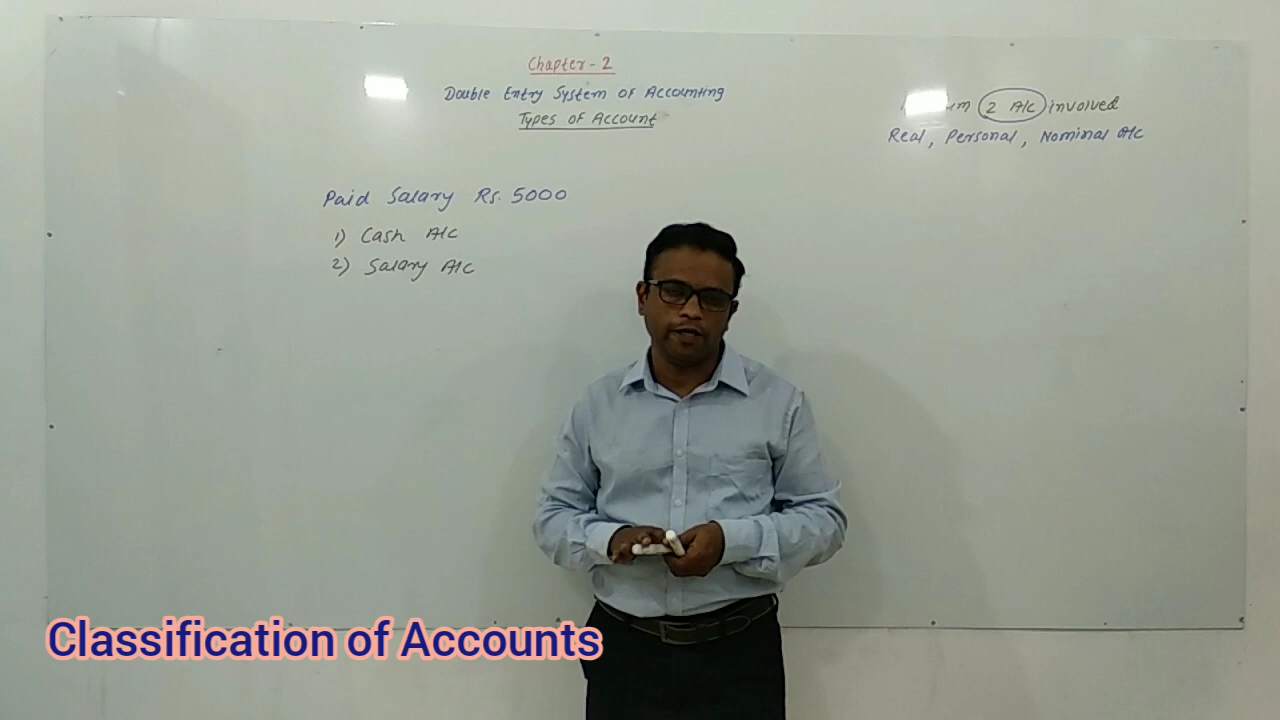 Chapter - 2
Double Entry System of Accounting
Types of Account
2 A/c involved
Real, Personal, Nominal A/c
Paid Salary Rs. 5000
1) Cash A/c
2) Salary A/c
Classification of Accounts